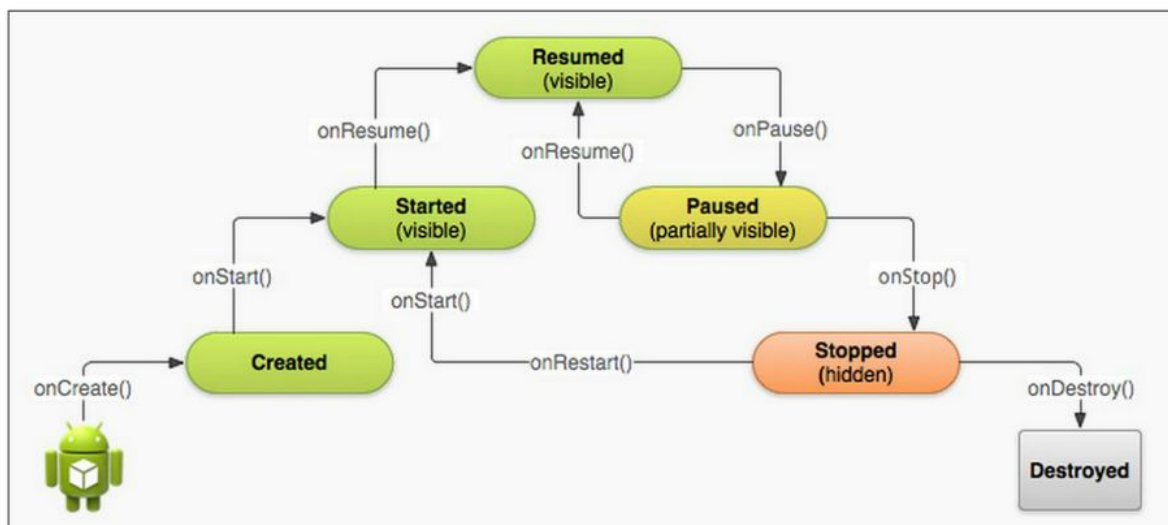 Resumed
(visible)
onResume()
onResume()
onPause()
Started
(visible)
Paused
(partially visible)
onStart()
onStart()
onStop()
Created
onRestart()
Stopped
(hidden)
onCreate()
onDestroy()
Destroyed